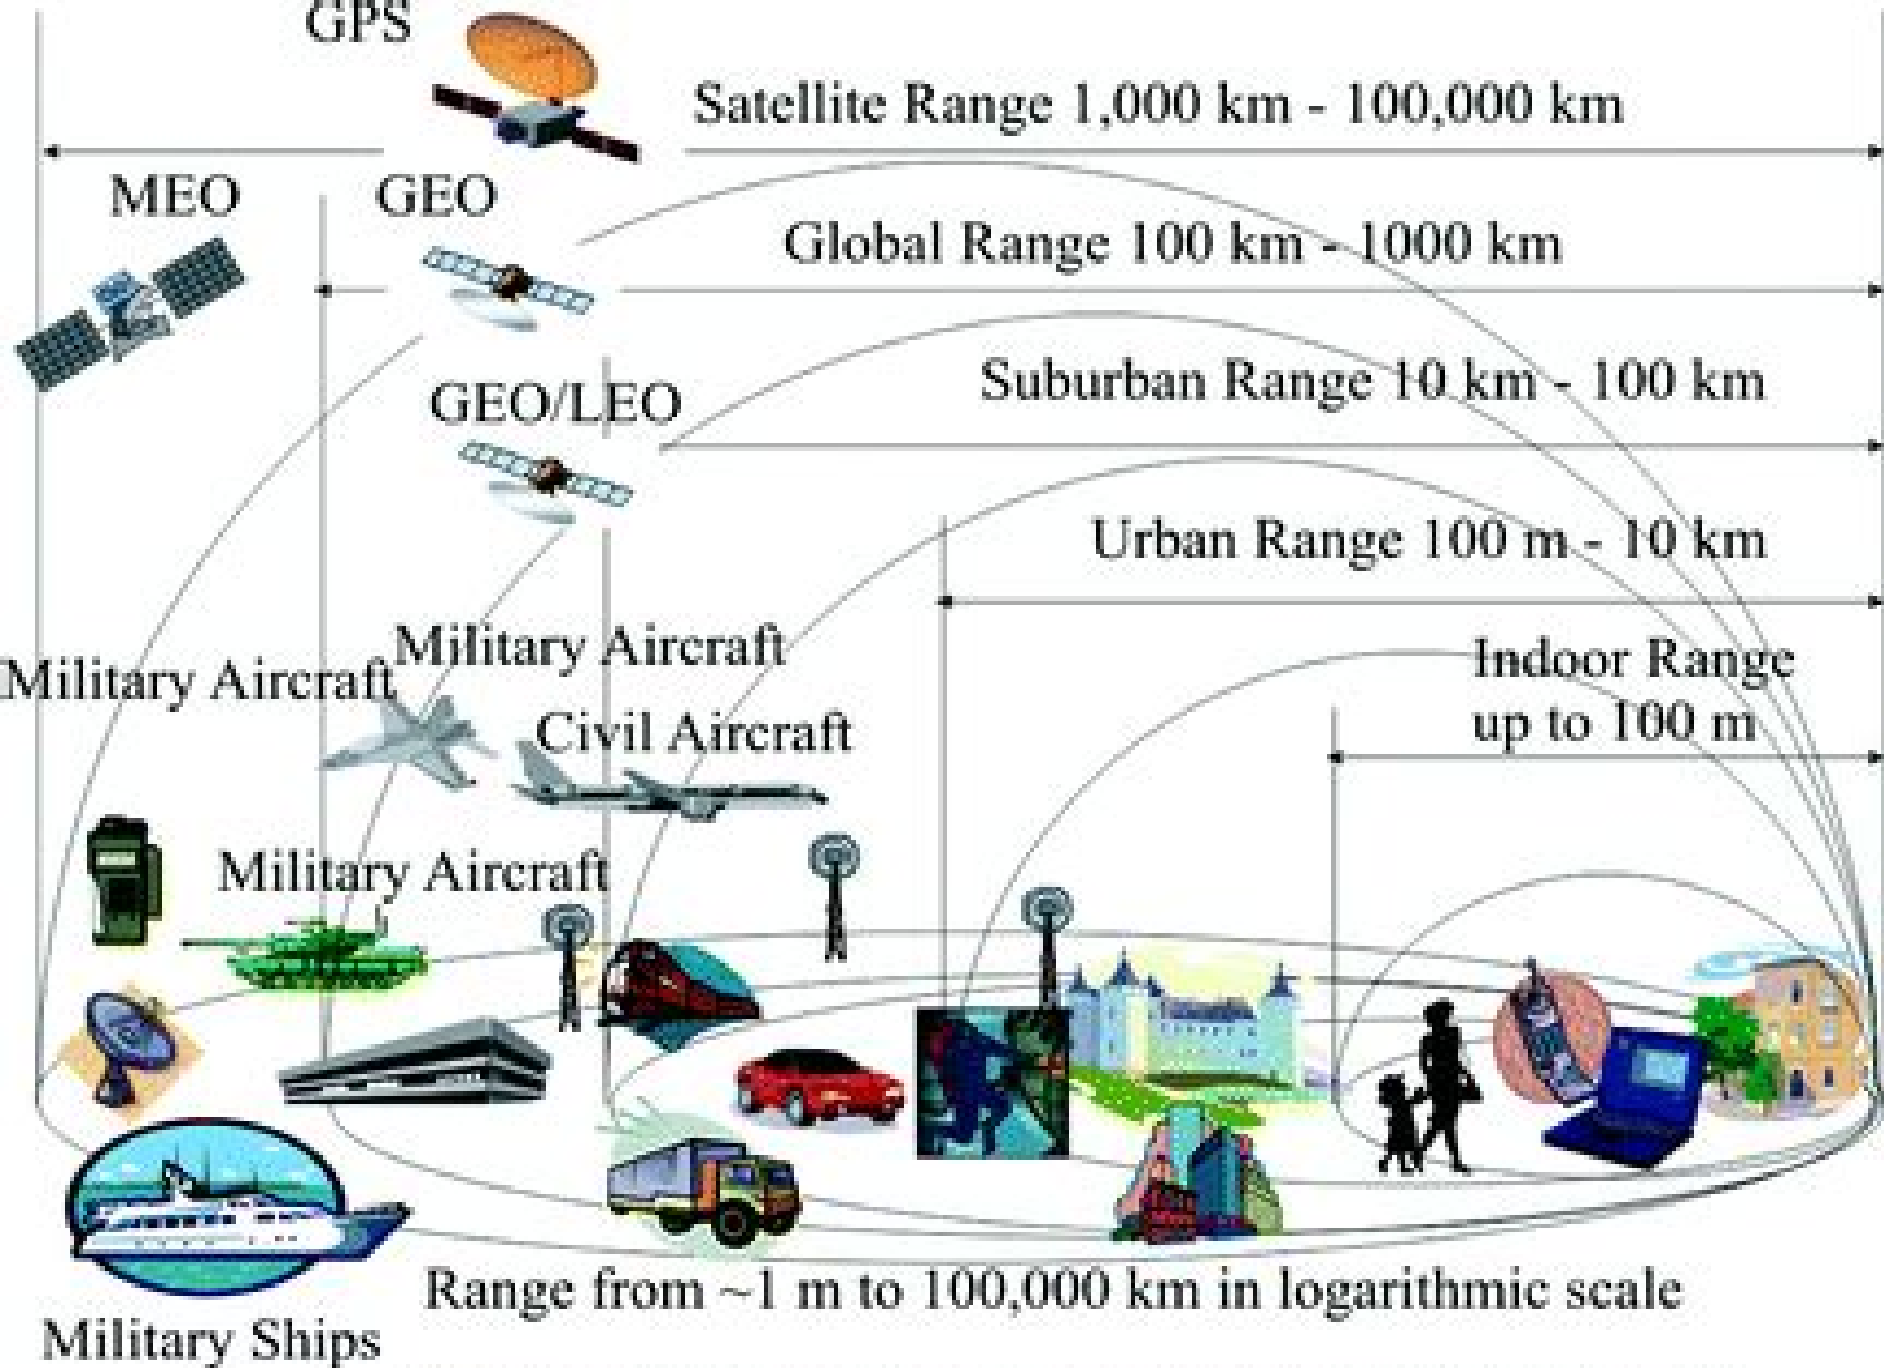 GPS
Satellite Range 1,000 km - 100,000 km
MEO
GEO
Global Range 100 km - 1000 km
Suburban Range 10 km - 100 km
GEO/LEO
Urban Range 100 m - 10 km
Military Aircraft
Military Aircraft
Indoor Range
up to 100 m
Civil Aircraft
Military Aircraft
Range from ~1 m to 100,000 km in logarithmic scale
Military Ships